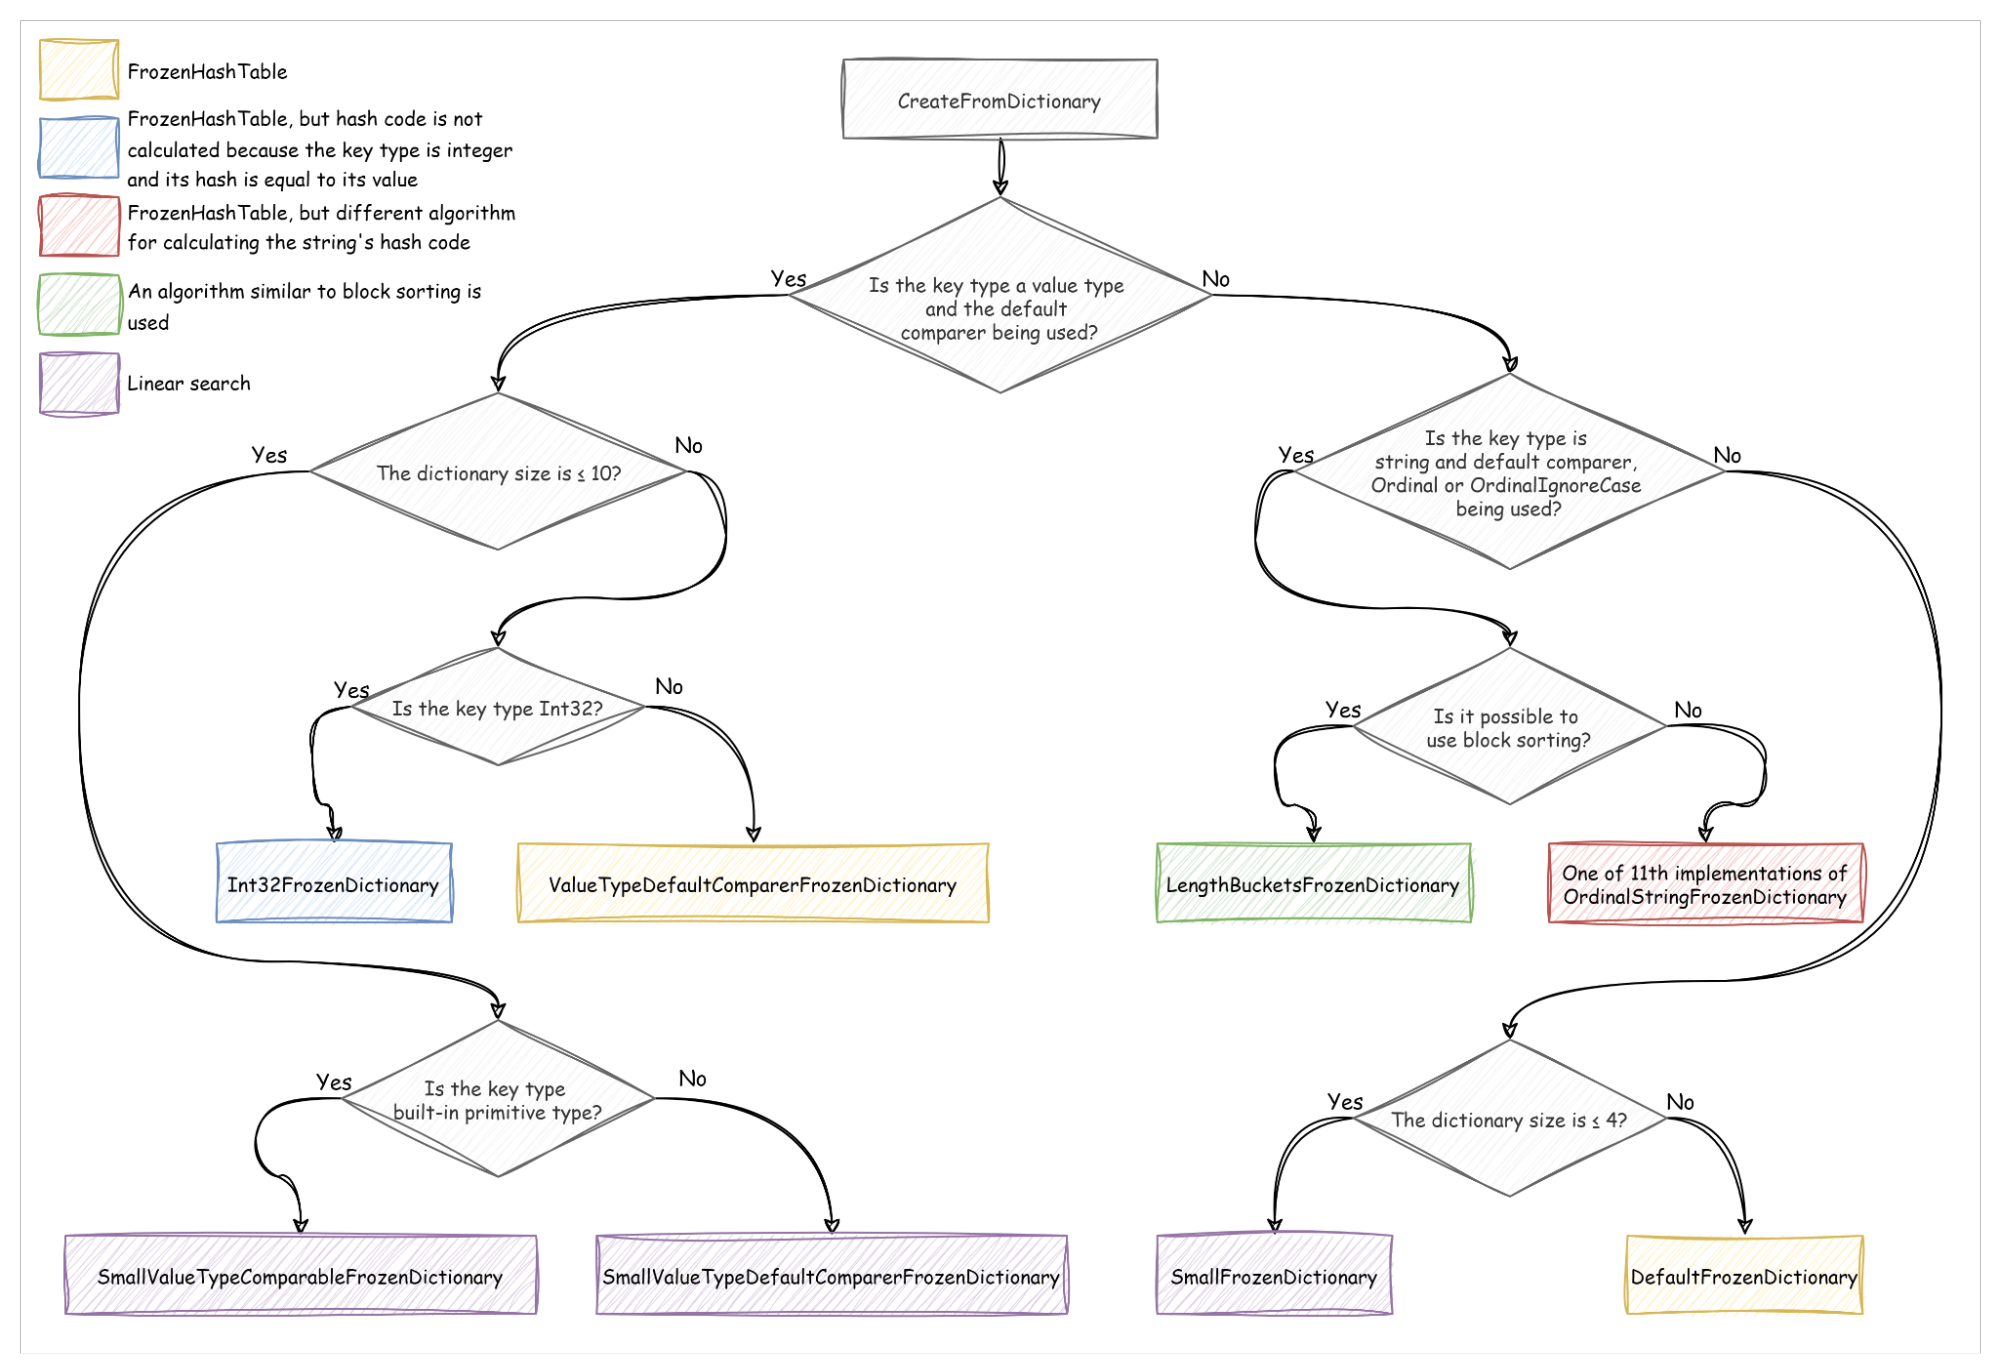 FrozenHashTable
FrozenHashTable, but hash code is not
calculated because the key type is integer
and its hash is equal to its value
FrozenHashTable, but different algorithm
for calculating the string's hash code
An algorithm similar to block sorting is
used
Linear search
CreateFromDictionary
Is the key type a value type
and the default
comparer being used?
Yes
No
The dictionary size is ≤ 10?
Yes
No
Is the key type is
string and default comparer,
Ordinal or OrdinalIgnoreCase
being used?
Yes
No
Is the key type Int32?
Yes
No
Is it possible to
use block sorting?
Yes
No
Int32FrozenDictionary
ValueTypeDefaultComparerFrozenDictionary
LengthBucketsFrozenDictionary
One of 11th implementations of
OrdinalStringFrozenDictionary
Is the key type
built-in primitive type?
Yes
No
The dictionary size is ≤ 4?
Yes
No
SmallValueTypeComparableFrozenDictionary
SmallValueTypeDefaultComparerFrozenDictionary
SmallFrozenDictionary
DefaultFrozenDictionary